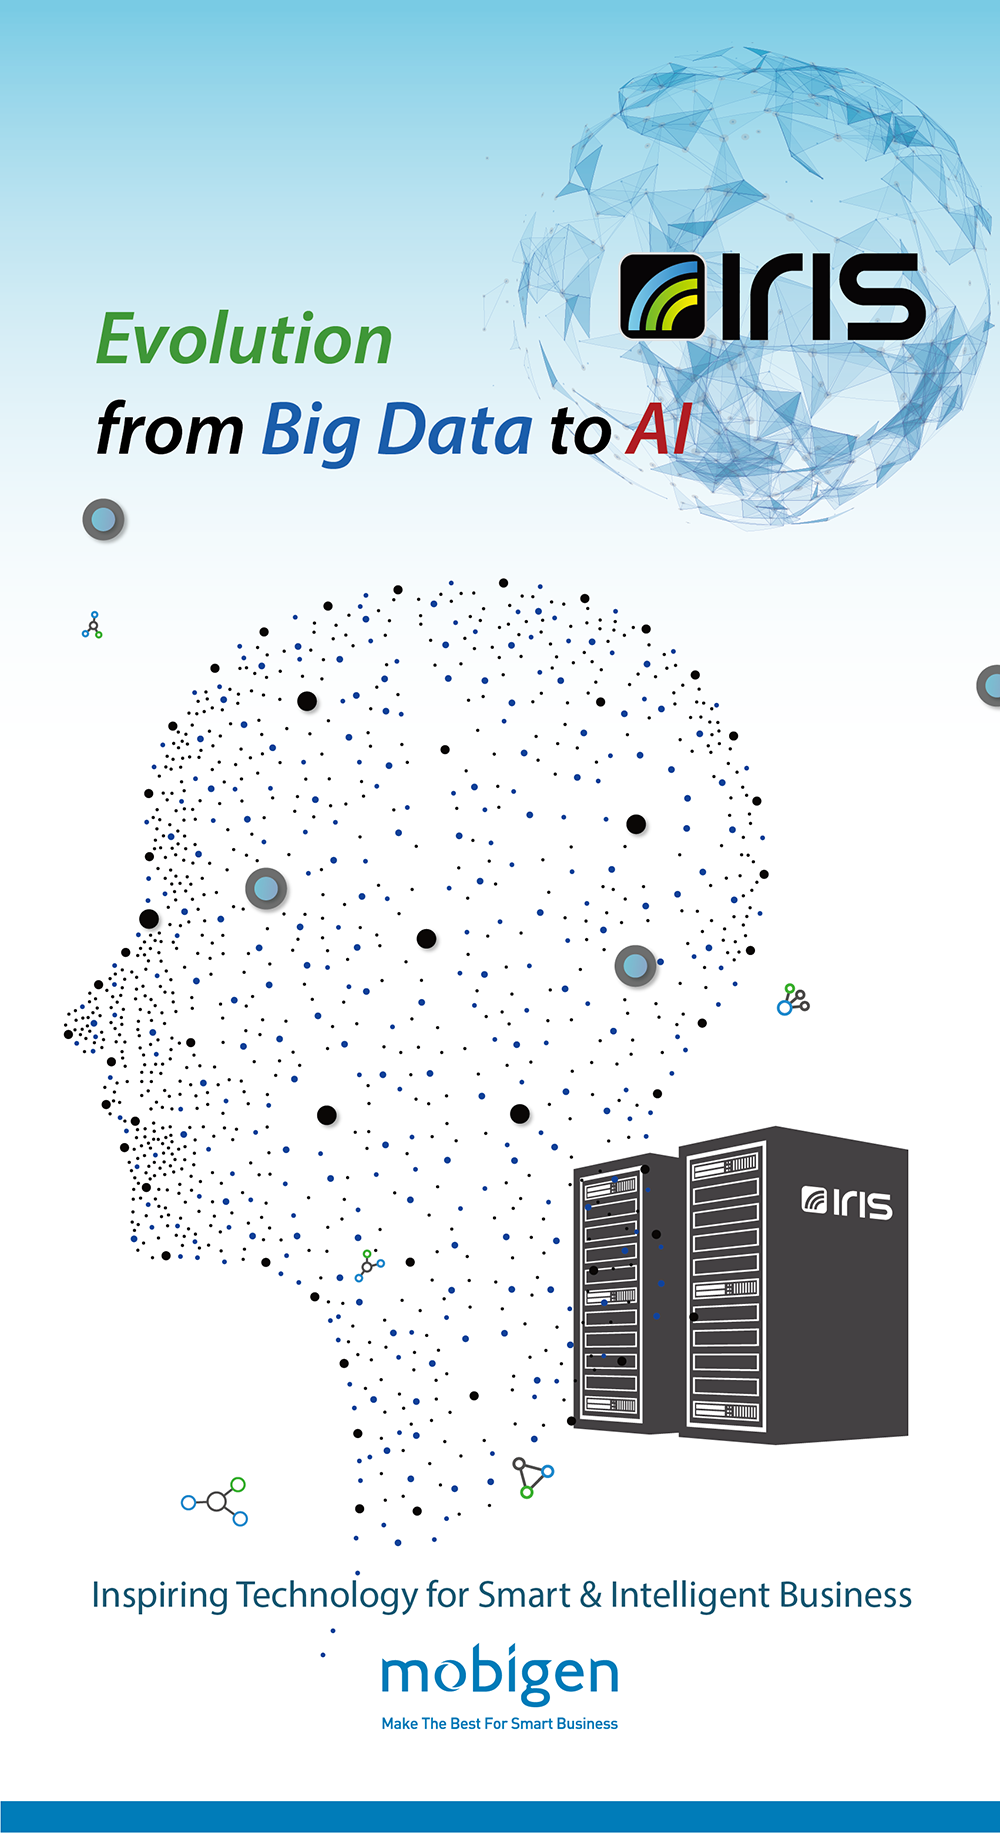 IRIS
Evolution
from Big Data to AI
IRIS
Inspiring Technology for Smart & Intelligent Business
mobigen
Make The Best For Smart Business